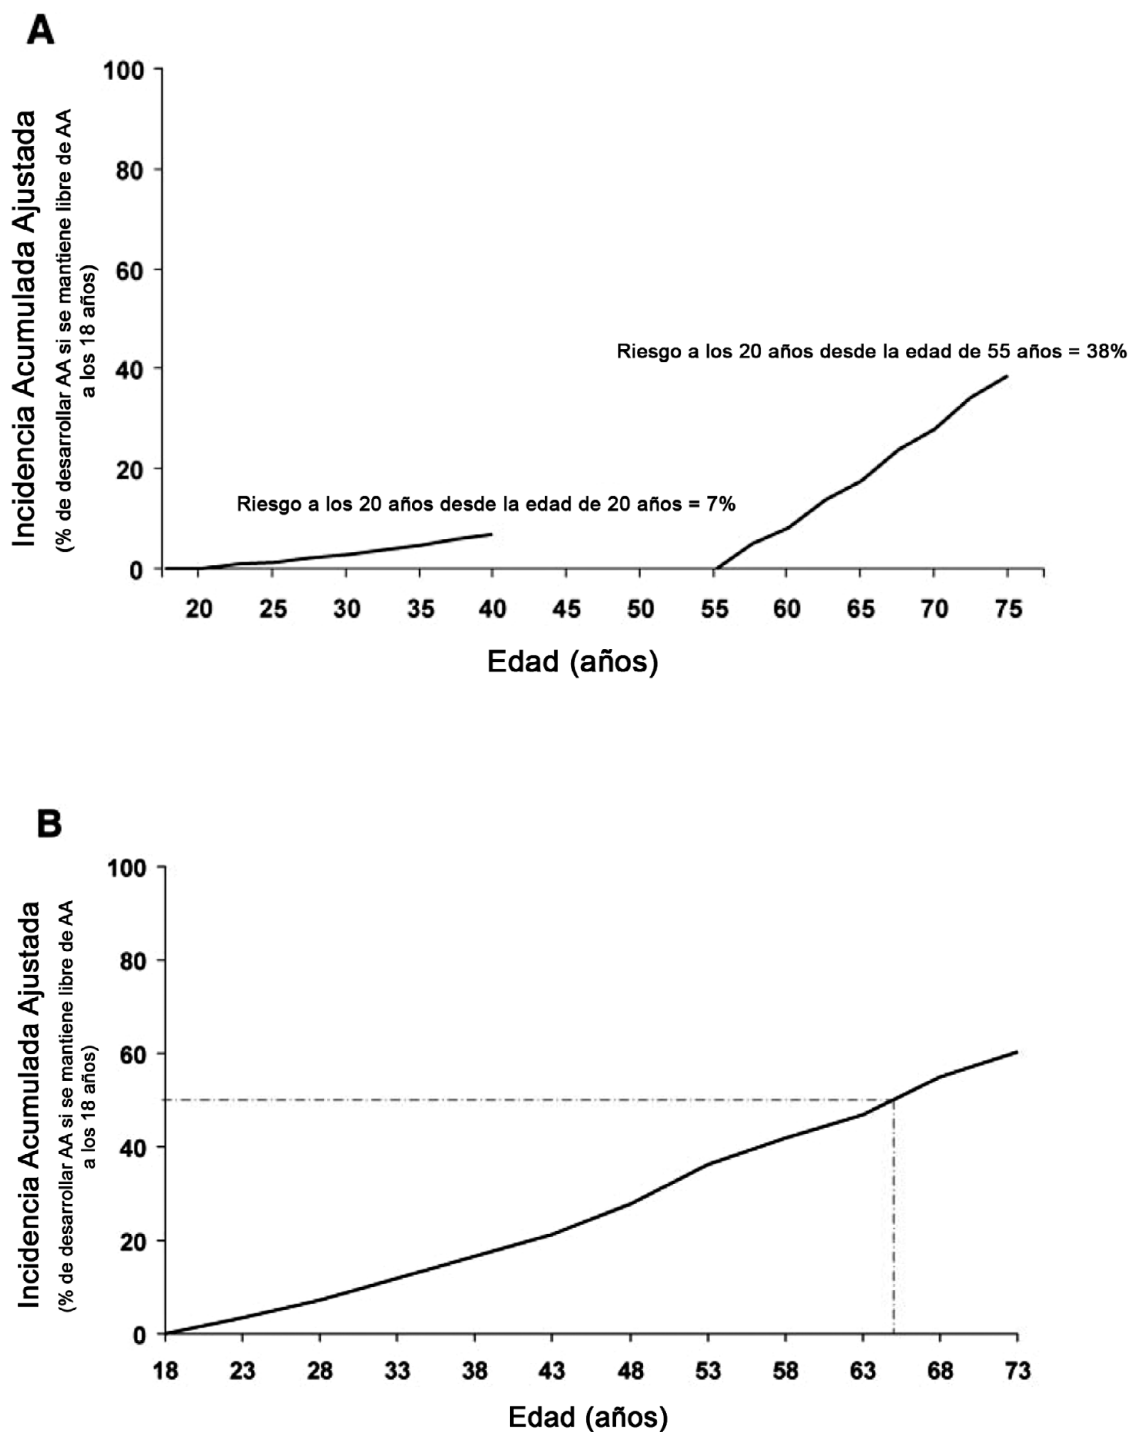 A
Incidencia Acumulada Ajustada
(% de desarrollar AA si se mantiene libre de AA
a los 18 años)
100
80
60
40
20
0
Riesgo a los 20 años desde la edad de 55 años = 38%
Riesgo a los 20 años desde la edad de 20 años = 7%
20 25 30 35 40 45 50 55 60 65 70 75
Edad (años)
B
Incidencia Acumulada Ajustada
(% de desarrollar AA si se mantiene libre de AA
a los 18 años)
100
80
60
40
20
0
18 23 28 33 38 43 48 53 58 63 68 73
Edad (años)